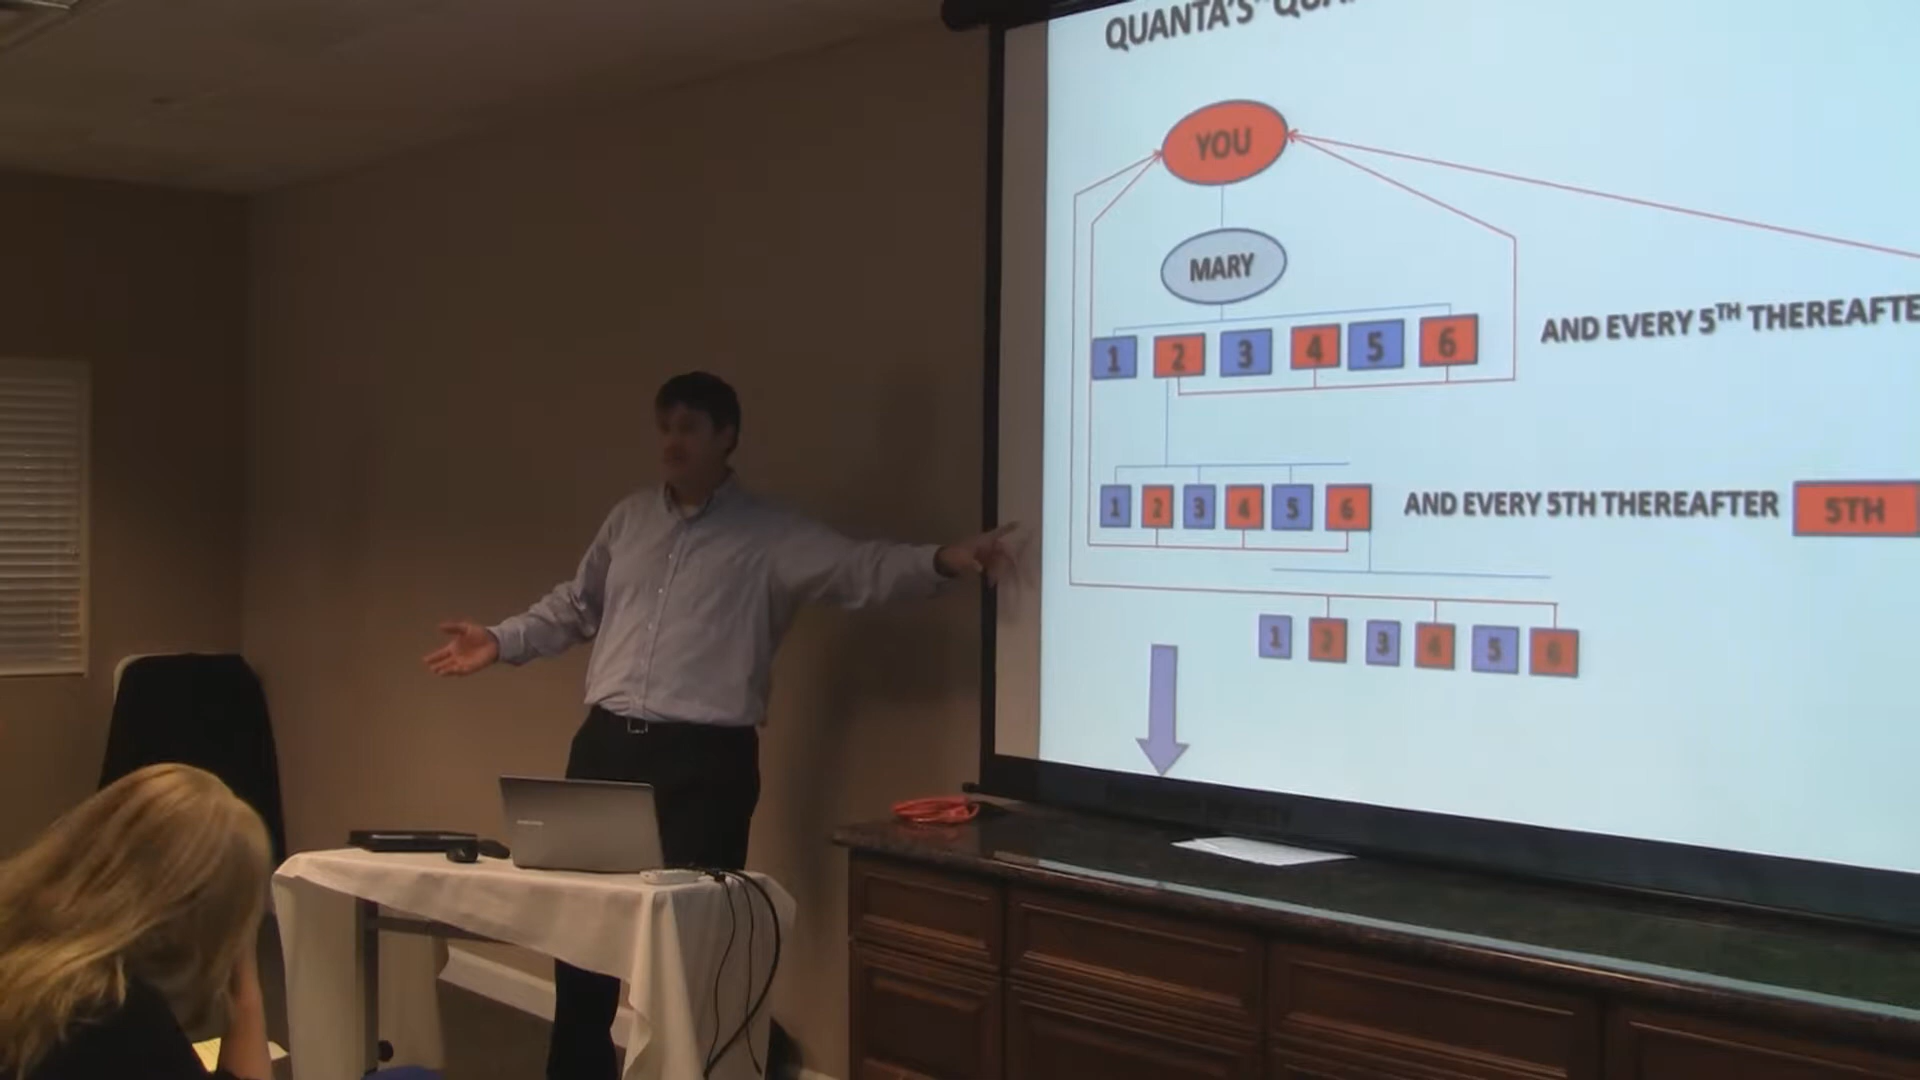 QUANTA'S
YOU
MARY
1 2 3 4 5 6
AND EVERY 5TH THEREAFTE
1 2 3 4 5 6
AND EVERY 5TH THEREAFTER
5TH
1 2 3 4 5 6